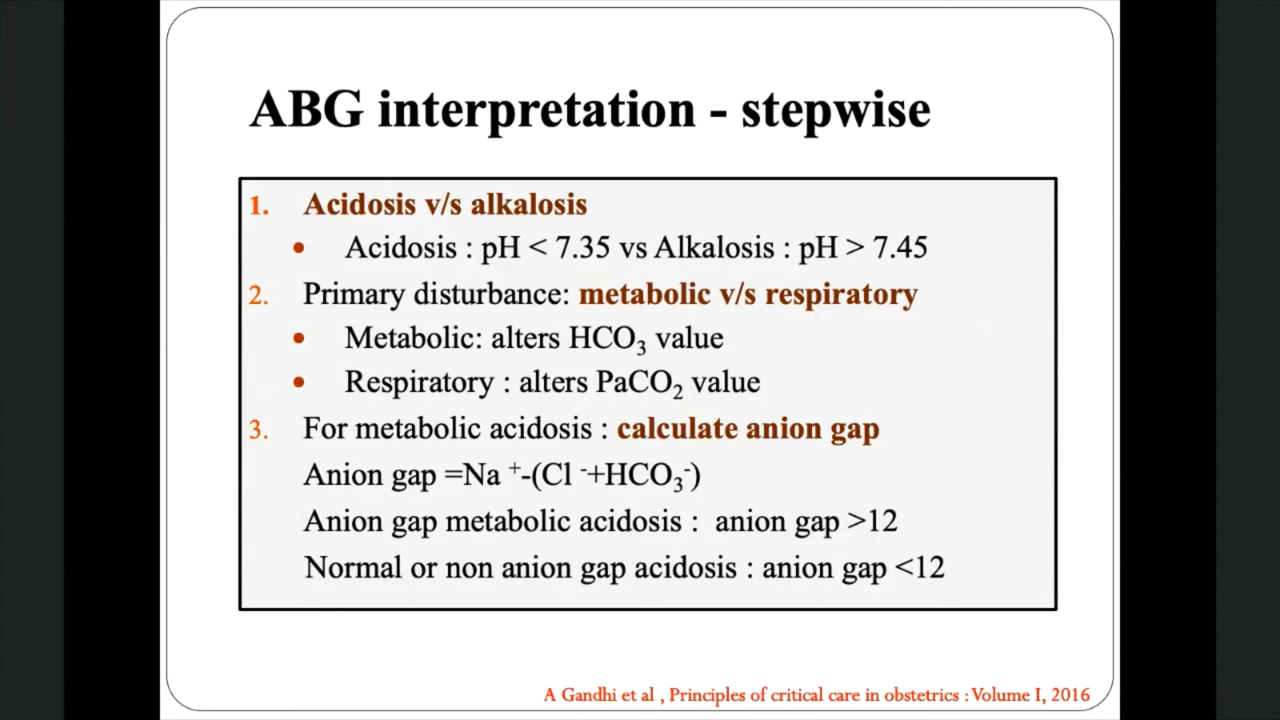 ABG interpretation - stepwise
1. Acidosis v/s alkalosis
• Acidosis : pH < 7.35 vs Alkalosis : pH > 7.45
2. Primary disturbance: metabolic v/s respiratory
• Metabolic: alters HCO₃ value
• Respiratory : alters PaCO₂ value
3. For metabolic acidosis : calculate anion gap
Anion gap =Na ⁺-(Cl ⁻+HCO₃⁻)
Anion gap metabolic acidosis : anion gap >12
Normal or non anion gap acidosis : anion gap <12
A Gandhi et al , Principles of critical care in obstetrics : Volume I, 2016